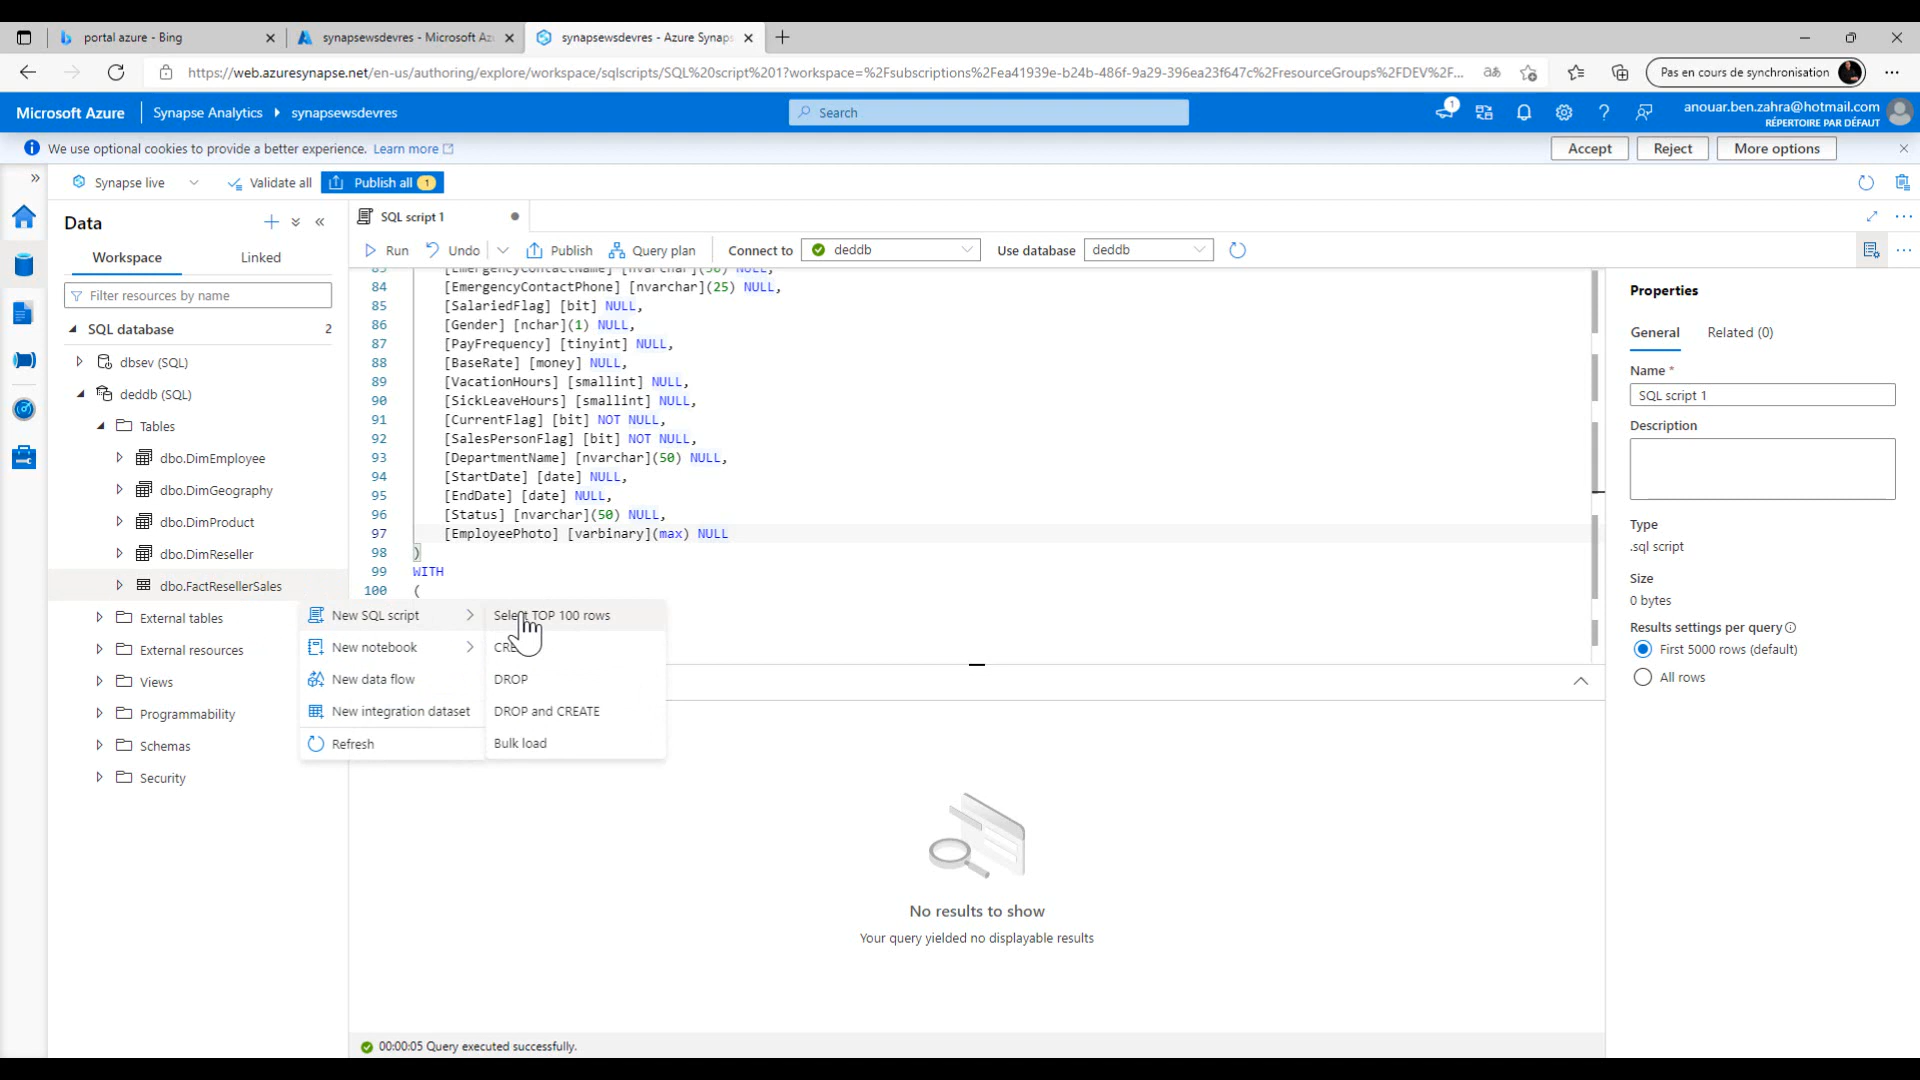 portal azure - Bing
synapsewsdevres - Microsoft Az
synapsewsdevres - Azure Synaps
https://web.azuresynapse.net/en-us/authoring/explore/workspace/sqlscripts/SQL%20script%201?workspace=%2Fsubscriptions%2Fea41939e-b24b-486f-9a29-396ea23f647c%2FresourceGroups%2FDEV%2F...
Pas en cours de synchronisation
Microsoft Azure
Synapse Analytics
synapsewsdevres
Search
1
anouar.ben.zahra@hotmail.com
RÉPERTOIRE PAR DÉFAUT
We use optional cookies to provide a better experience. Learn more
Accept
Reject
More options
Synapse live
Validate all
Publish all 1
Data
Workspace
Linked
Filter resources by name
SQL database 2
dbsev (SQL)
deddb (SQL)
Tables
dbo.DimEmployee
dbo.DimGeography
dbo.DimProduct
dbo.DimReseller
dbo.FactResellerSales
External tables
External resources
Views
Programmability
Schemas
Security
SQL script 1
Run
Undo
Publish
Query plan
Connect to
deddb
Use database
deddb
83 [EmergencyContactName] [nvarchar](50) NULL,
84 [EmergencyContactPhone] [nvarchar](25) NULL,
85 [SalariedFlag] [bit] NULL,
86 [Gender] [nchar](1) NULL,
87 [PayFrequency] [tinyint] NULL,
88 [BaseRate] [money] NULL,
89 [VacationHours] [smallint] NULL,
90 [SickLeaveHours] [smallint] NULL,
91 [CurrentFlag] [bit] NOT NULL,
92 [SalesPersonFlag] [bit] NOT NULL,
93 [DepartmentName] [nvarchar](50) NULL,
94 [StartDate] [date] NULL,
95 [EndDate] [date] NULL,
96 [Status] [nvarchar](50) NULL,
97 [EmployeePhoto] [varbinary](max) NULL
98 )
99 WITH
100 (
New SQL script
New notebook
New data flow
New integration dataset
Refresh
Select TOP 100 rows
DROP
DROP and CREATE
Bulk load
No results to show
Your query yielded no displayable results
00:00:05 Query executed successfully.
Properties
General
Related (0)
Name *
SQL script 1
Description
Type
.sql script
Size
0 bytes
Results settings per query
First 5000 rows (default)
All rows